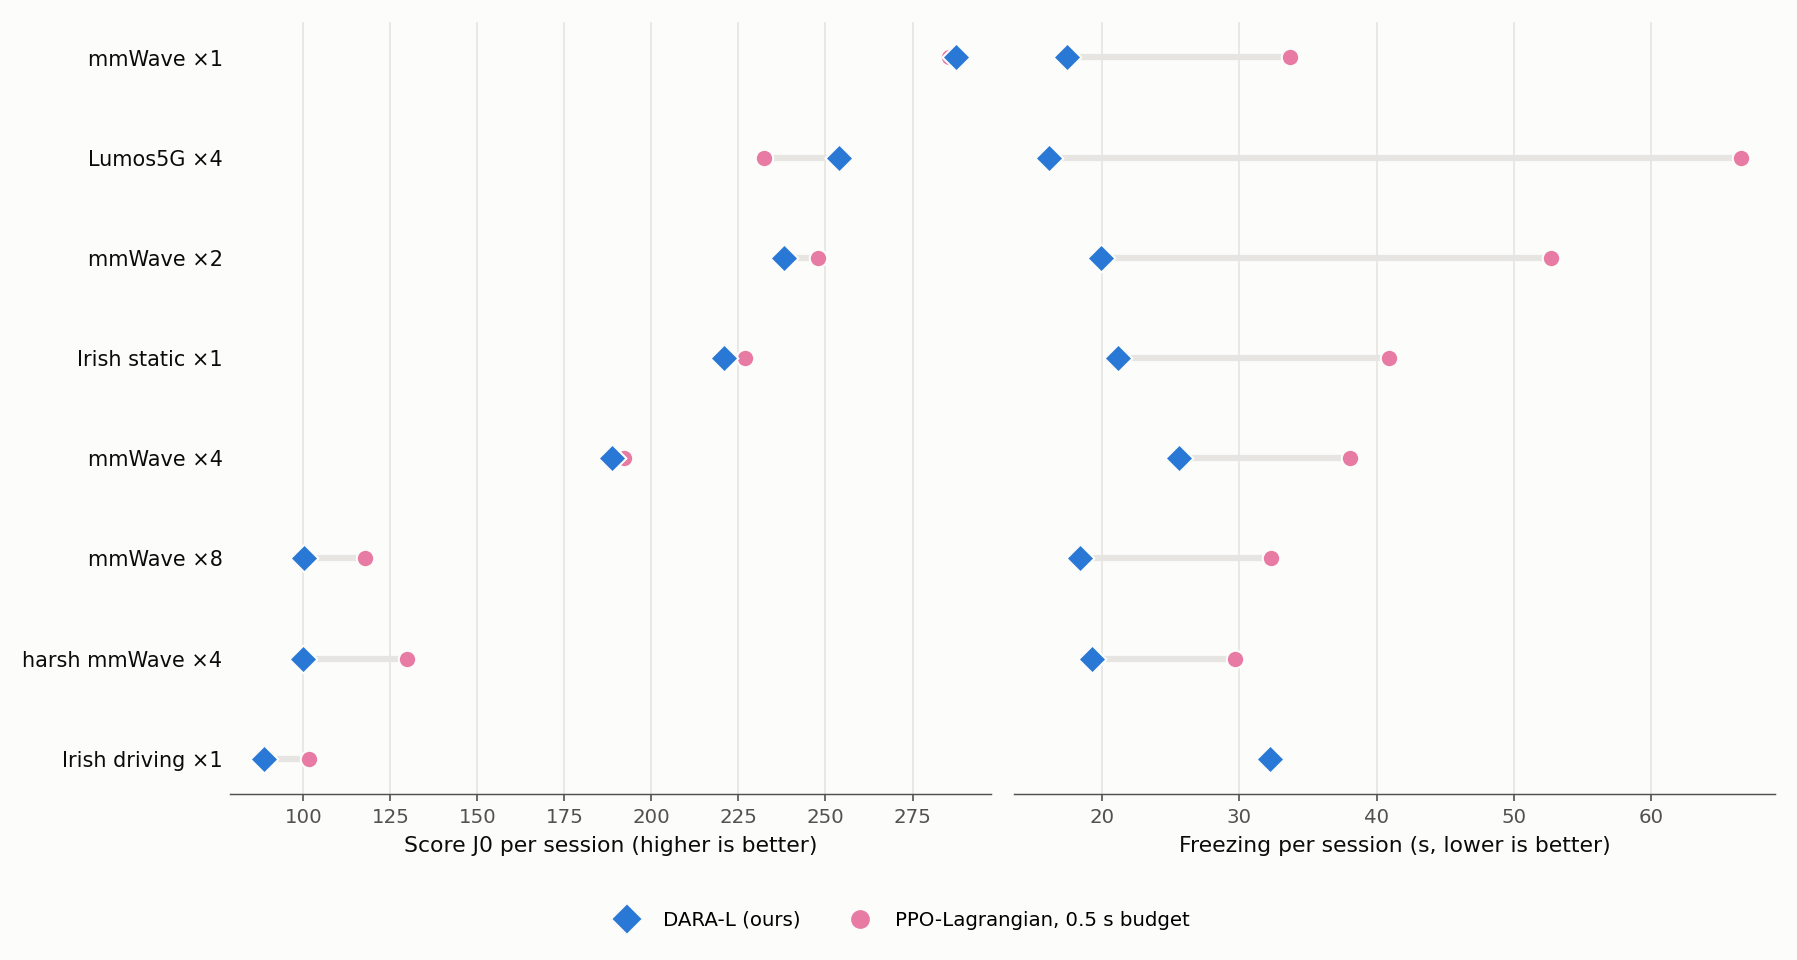 mmWave ×1
Lumos5G ×4
mmWave ×2
Irish static ×1
mmWave ×4
mmWave ×8
harsh mmWave ×4
Irish driving ×1
100 125 150 175 200 225 250 275
Score J0 per session (higher is better)
20 30 40 50 60
Freezing per session (s, lower is better)
DARA-L (ours)
PPO-Lagrangian, 0.5 s budget